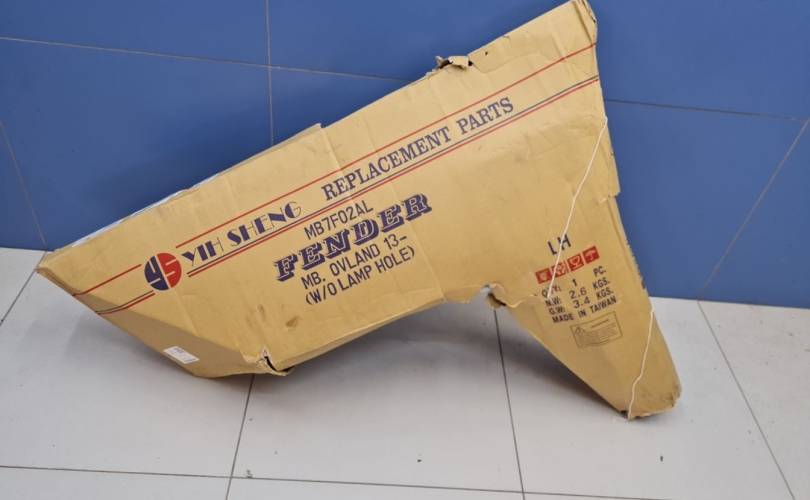 YS YIH SHENG REPLACEMENT PARTS
MB7F02AL
FENDER
MB. OVLAND 13-
(W/O LAMP HOLE)
LH
Q'TY: 1 PC.
N.W: 2.6 KGS.
G.W: 3.4 KGS.
MADE IN TAIWAN